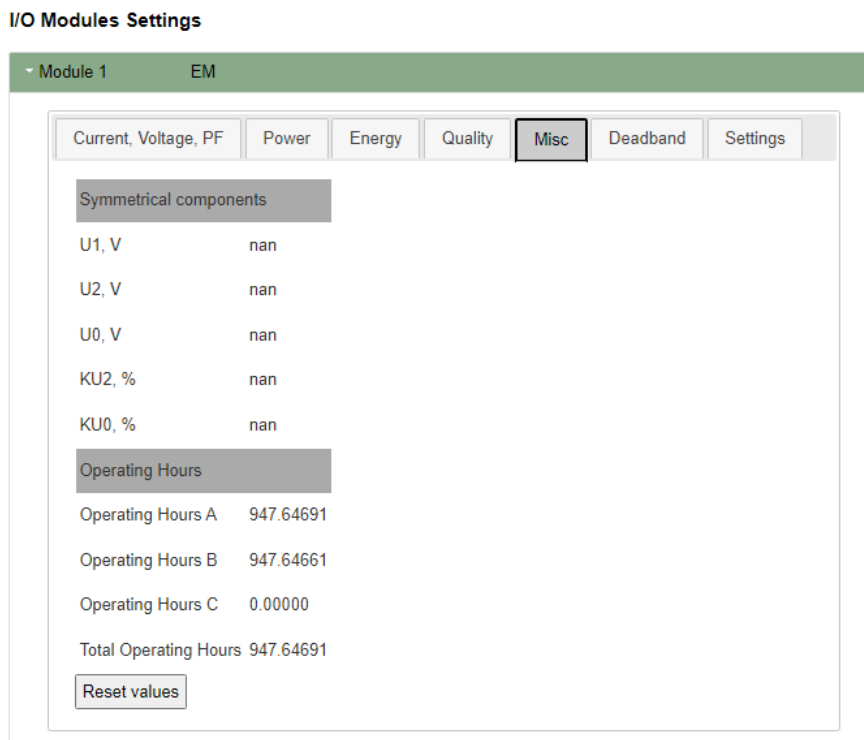 I/O Modules Settings
Module 1 EM
Current, Voltage, PF Power Energy Quality Misc Deadband Settings
Symmetrical components
U1, V nan
U2, V nan
U0, V nan
KU2, % nan
KU0, % nan
Operating Hours
Operating Hours A 947.64691
Operating Hours B 947.64661
Operating Hours C 0.00000
Total Operating Hours 947.64691
Reset values